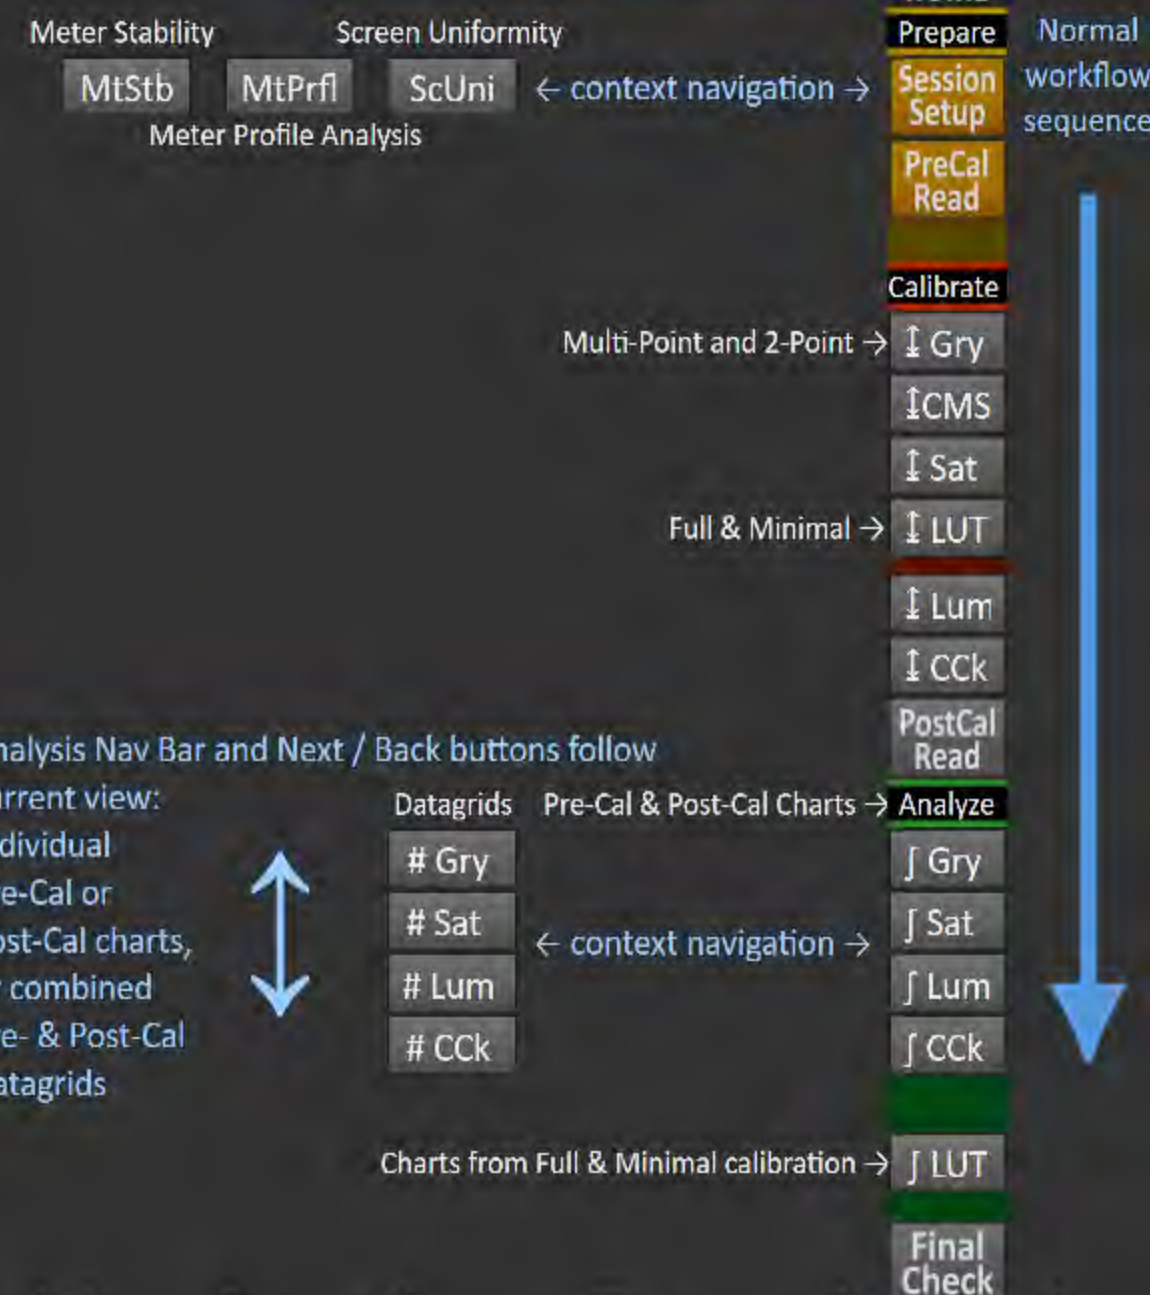 Meter Stability
Screen Uniformity
MtStb
MtPrfl
ScUni
Meter Profile Analysis
← context navigation →
Prepare
Session
Setup
PreCal
Read
Normal
workflow
sequence
Calibrate
Multi-Point and 2-Point →
↕ Gry
↕CMS
↕ Sat
Full & Minimal →
↕ LUT
↕ Lum
↕ CCk
PostCal
Read
nalysis Nav Bar and Next / Back buttons follow
urrent view:
dividual
e-Cal or
ost-Cal charts,
combined
e- & Post-Cal
atagrids
Datagrids
# Gry
# Sat
# Lum
# CCk
← context navigation →
Pre-Cal & Post-Cal Charts →
Analyze
∫ Gry
∫ Sat
∫ Lum
∫ CCk
Charts from Full & Minimal calibration →
∫ LUT
Final
Check